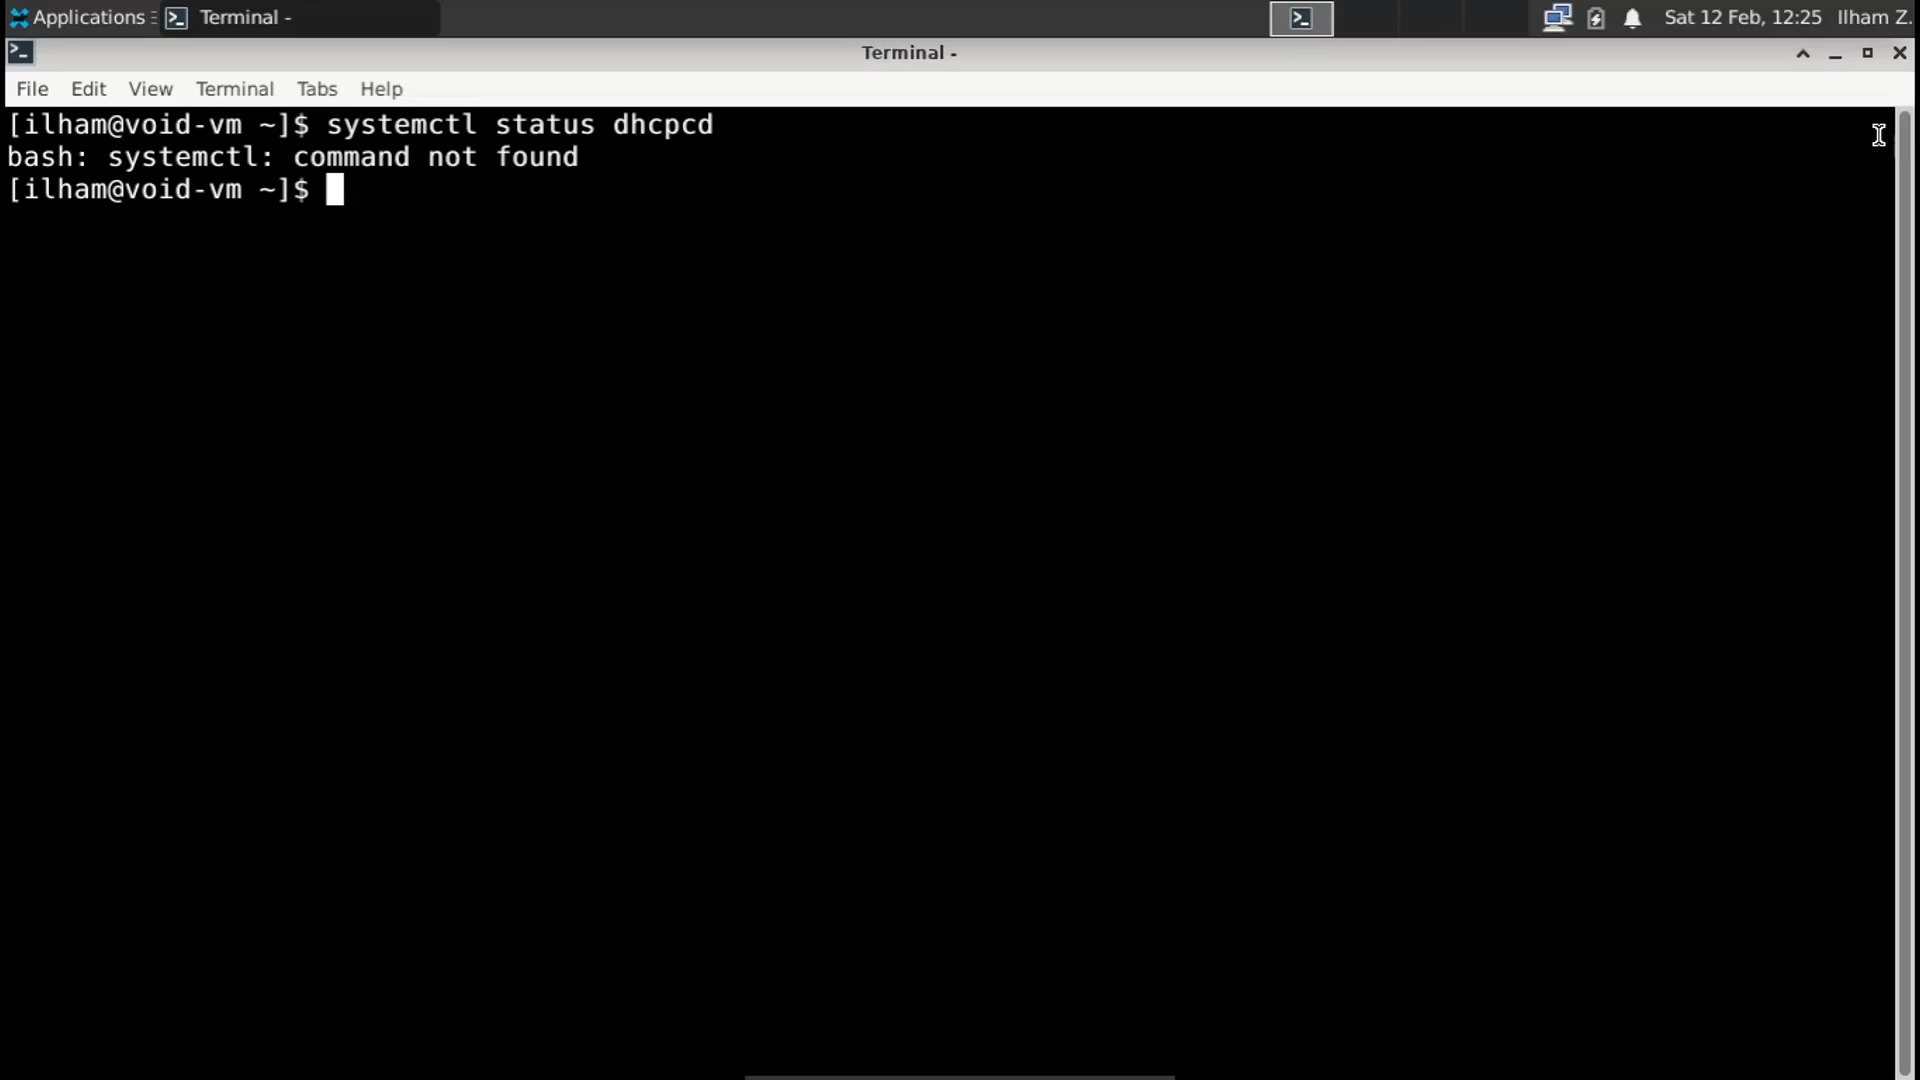 Applications Terminal - Sat 12 Feb, 12:25 Ilham Z.
Terminal -
File Edit View Terminal Tabs Help
[ilham@void-vm ~]$ systemctl status dhcpcd
bash: systemctl: command not found
[ilham@void-vm ~]$